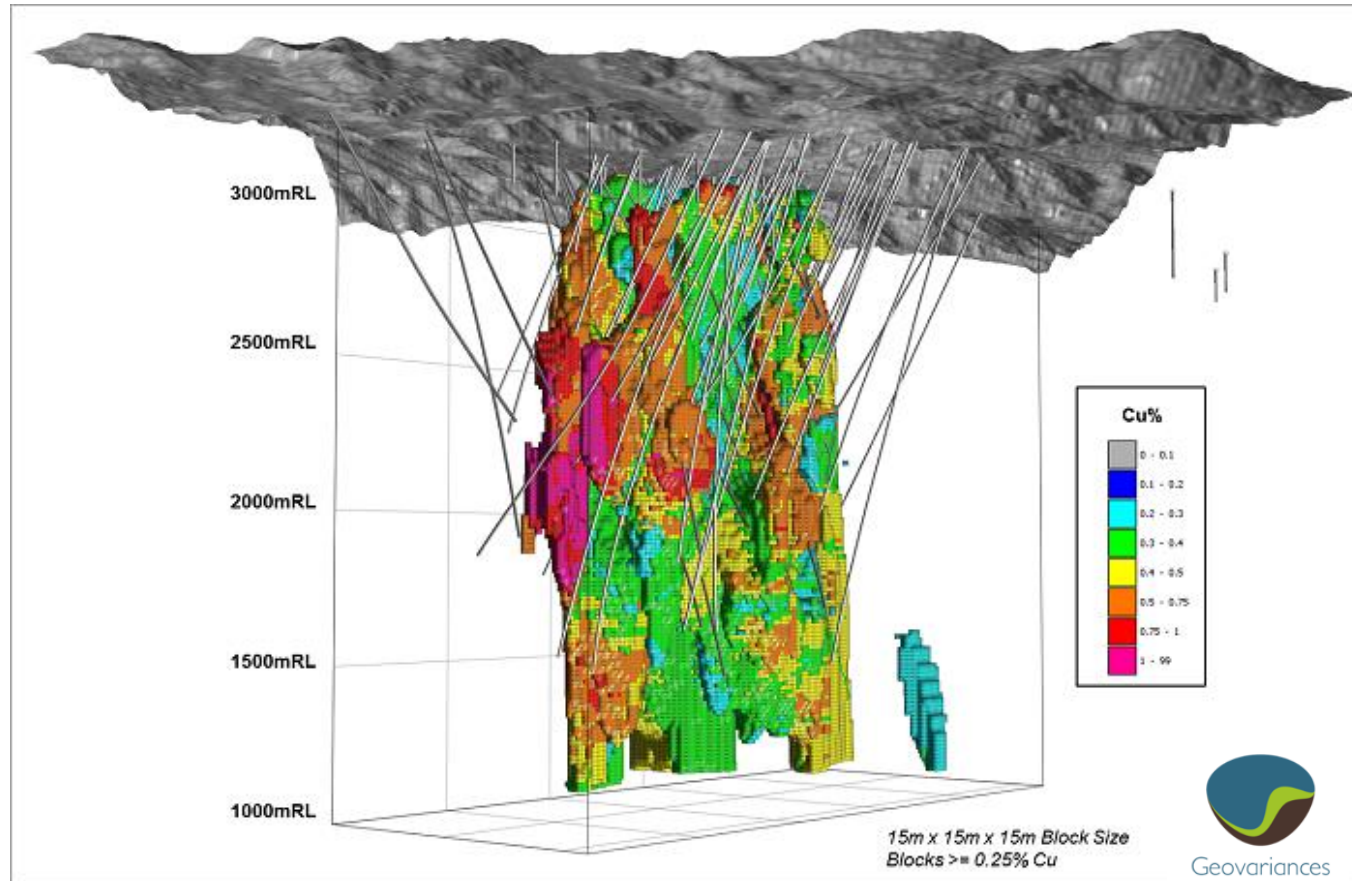 3000mRL
2500mRL
2000mRL
1500mRL
1000mRL
Cu%
0 - 0.1
0.1 - 0.2
0.2 - 0.3
0.3 - 0.4
0.4 - 0.5
0.5 - 0.75
0.75 - 1
1 - 99
15m x 15m x 15m Block Size
Blocks >= 0.25% Cu
Geovariances